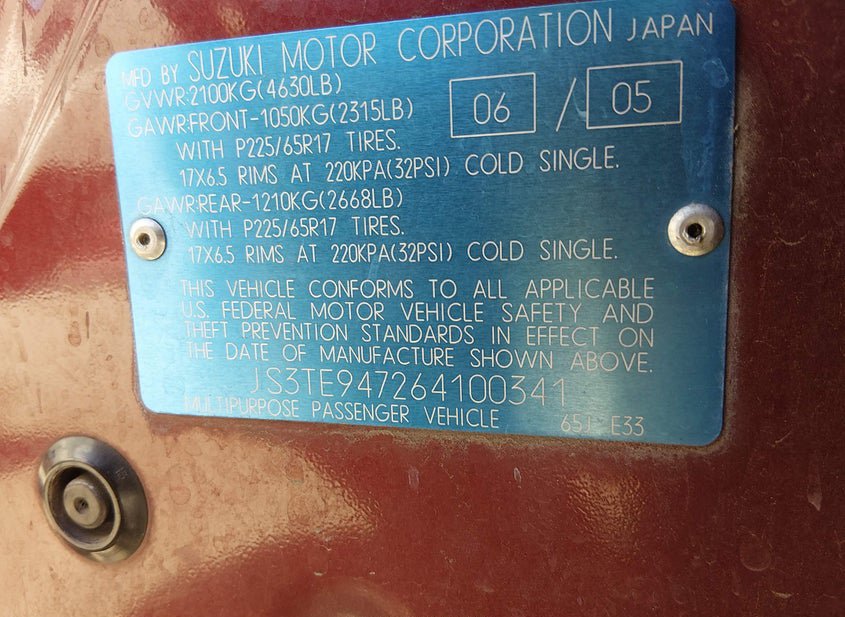 MFD BY SUZUKI MOTOR CORPORATION JAPAN
GVWR:2100KG(4630LB)
06 / 05
GAWR:FRONT-1050KG(2315LB)
WITH P225/65R17 TIRES.
17X6.5 RIMS AT 220KPA(32PSI) COLD SINGLE.
GAWR:REAR-1210KG(2668LB)
WITH P225/65R17 TIRES.
17X6.5 RIMS AT 220KPA(32PSI) COLD SINGLE.
THIS VEHICLE CONFORMS TO ALL APPLICABLE
U.S. FEDERAL MOTOR VEHICLE SAFETY AND
THEFT PREVENTION STANDARDS IN EFFECT ON
THE DATE OF MANUFACTURE SHOWN ABOVE.
JS3TE947264100341
MULTIPURPOSE PASSENGER VEHICLE 65J E33